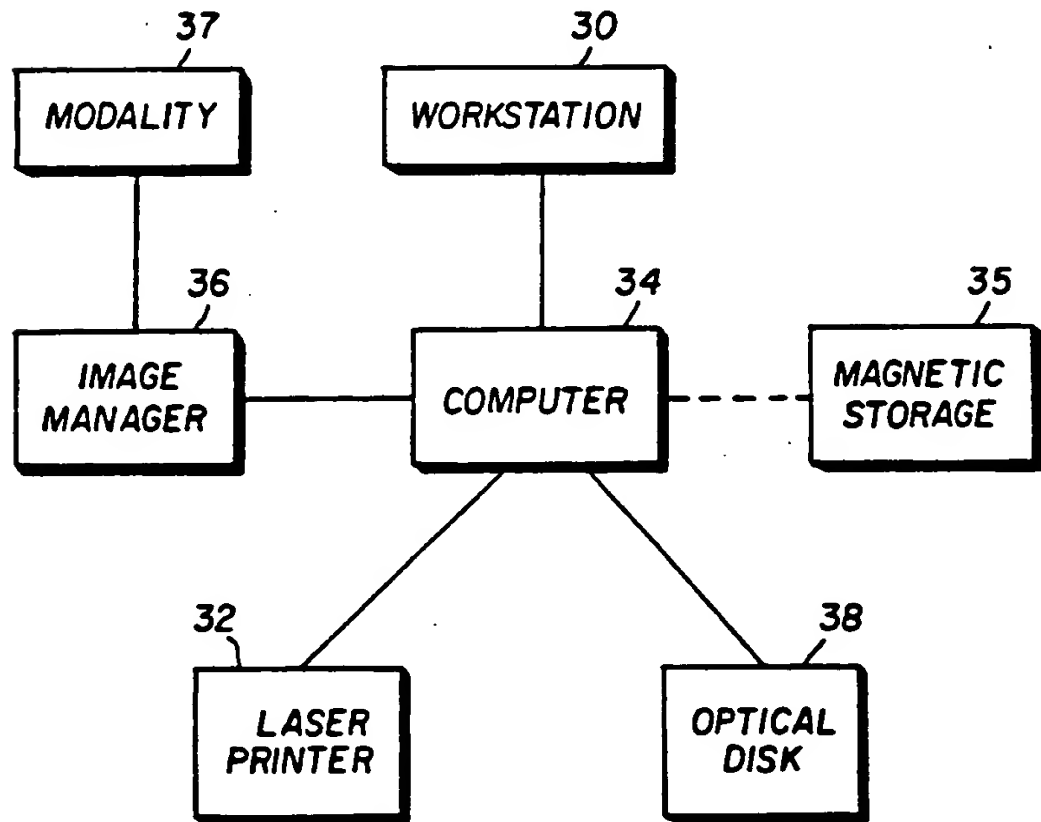 37
MODALITY
30
WORKSTATION
36
IMAGE
MANAGER
34
COMPUTER
35
MAGNETIC
STORAGE
32
LASER
PRINTER
38
OPTICAL
DISK